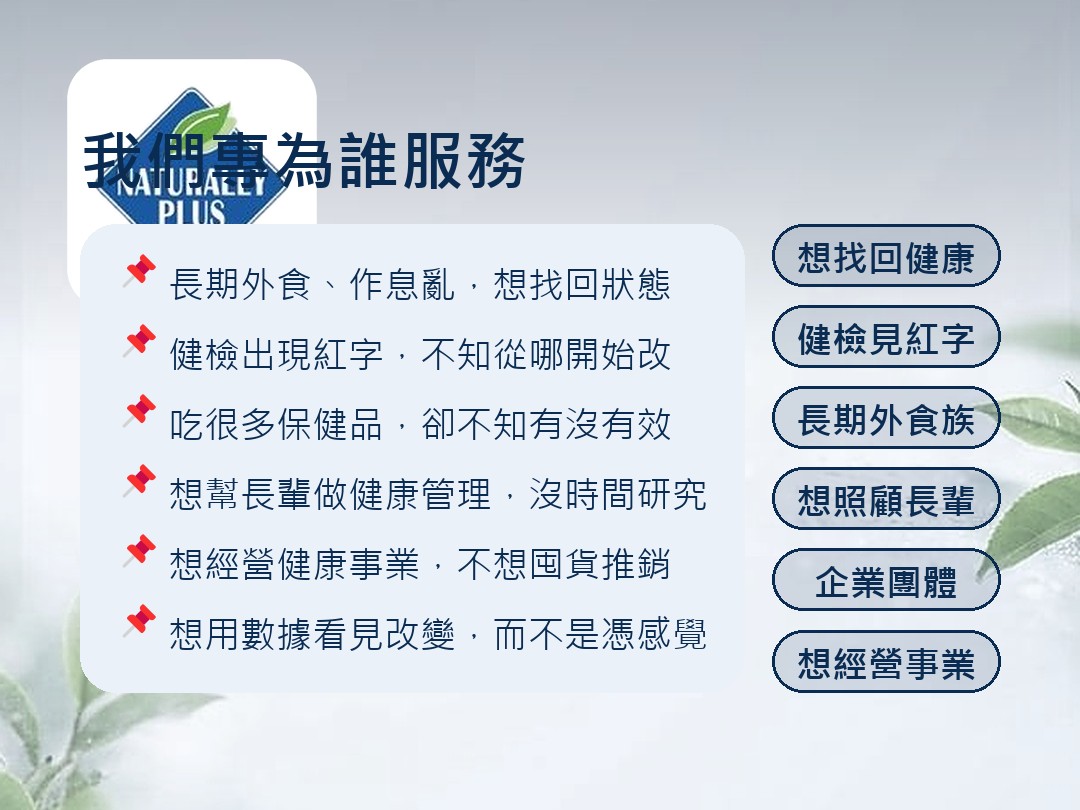 我們專為誰服務
NATURALLY
PLUS
長期外食、作息亂，想找回狀態
健檢出現紅字，不知從哪開始改
吃很多保健品，卻不知有沒有效
想幫長輩做健康管理，沒時間研究
想經營健康事業，不想囤貨推銷
想用數據看見改變，而不是憑感覺
想找回健康
健檢見紅字
長期外食族
想照顧長輩
企業團體
想經營事業